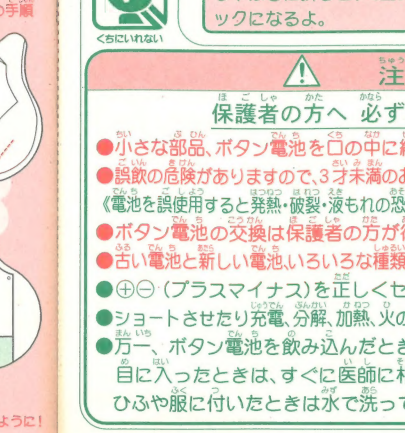 の手順
ックになるよ。
くちにいれない
注
保護者の方へ 必ず
●小さな部品、ボタン電池を口の中に
●誤飲の危険がありますので、3才未満のお
《電池を誤使用すると発熱・破裂・液もれの恐
●ボタン電池の交換は保護者の方が
●古い電池と新しい電池、いろいろな種類
●⊕⊖(プラスマイナス)を正しくセ
●ショートさせたり充電、分解、加熱、火の
●万一、ボタン電池を飲み込んだとき
目に入ったときは、すぐに医師に
ひふや服に付いたときは水で洗って
ように!